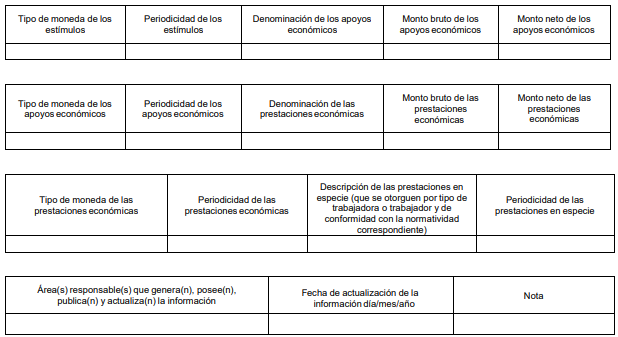 Tipo de moneda de los
estímulos
Periodicidad de los
estímulos
Denominación de los apoyos
económicos
Monto bruto de los
apoyos económicos
Monto neto de los
apoyos económicos
Tipo de moneda de los
apoyos económicos
Periodicidad de los
apoyos económicos
Denominación de las
prestaciones económicas
Monto bruto de las
prestaciones
económicas
Monto neto de las
prestaciones
económicas
Tipo de moneda de las
prestaciones económicas
Periodicidad de las
prestaciones económicas
Descripción de las prestaciones en
especie (que se otorguen por tipo de
trabajadora o trabajador y de
conformidad con la normatividad
correspondiente)
Periodicidad de las
prestaciones en especie
Área(s) responsable(s) que genera(n), posee(n),
publica(n) y actualiza(n) la información
Fecha de actualización de la
información día/mes/año
Nota